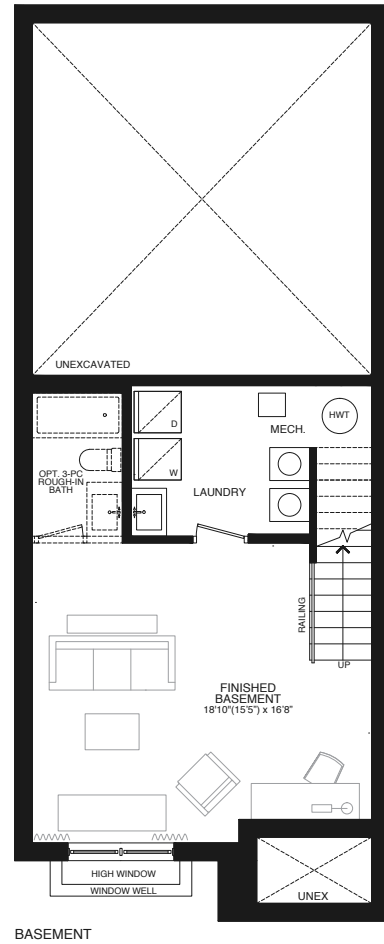 UNEXCAVATED
D
MECH.
HWT
OPT. 3-PC
ROUGH-IN
BATH
W
LAUNDRY
RAILING
UP
FINISHED
BASEMENT
18'10"(15'5") x 16'8"
HIGH WINDOW
WINDOW WELL
UNEX
BASEMENT